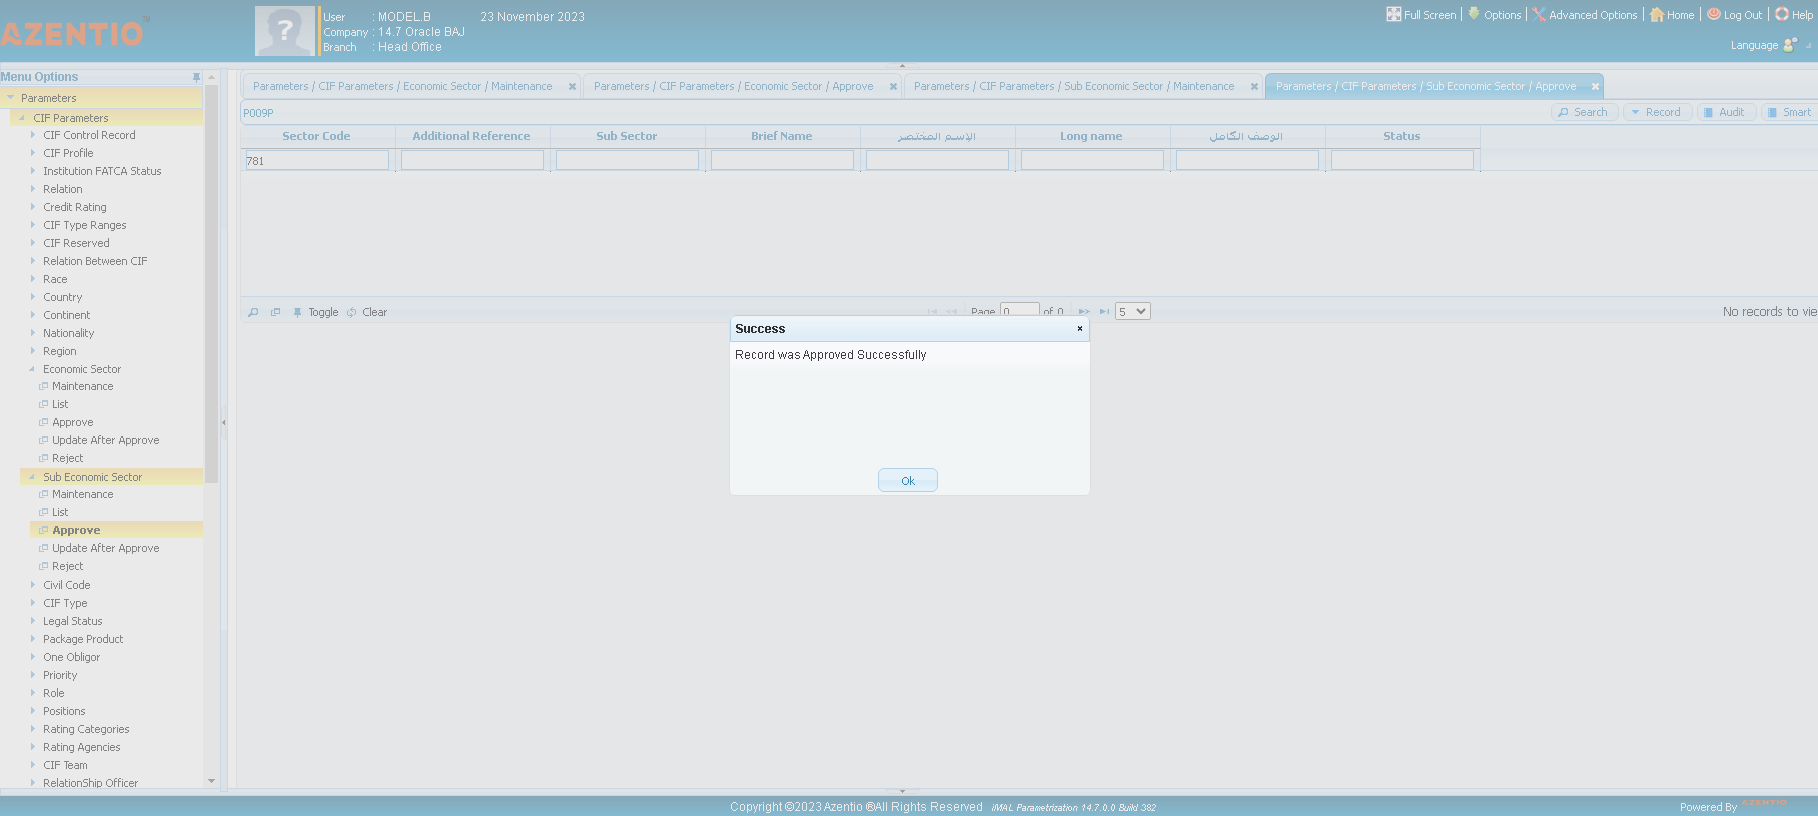 AZENTIO™
User : MODEL.B 23 November 2023
Company : 14.7 Oracle BAJ
Branch : Head Office
Full Screen Options Advanced Options Home Log Out Help
Language
Menu Options
Parameters
CIF Parameters
CIF Control Record
CIF Profile
Institution FATCA Status
Relation
Credit Rating
CIF Type Ranges
CIF Reserved
Relation Between CIF
Race
Country
Continent
Nationality
Region
Economic Sector
Maintenance
List
Approve
Update After Approve
Reject
Sub Economic Sector
Maintenance
List
Approve
Update After Approve
Reject
Civil Code
CIF Type
Legal Status
Package Product
One Obligor
Priority
Role
Positions
Rating Categories
Rating Agencies
CIF Team
RelationShip Officer
Parameters / CIF Parameters / Economic Sector / Maintenance
Parameters / CIF Parameters / Economic Sector / Approve
Parameters / CIF Parameters / Sub Economic Sector / Maintenance
Parameters / CIF Parameters / Sub Economic Sector / Approve
P009P
Search Record Audit Smart
Sector Code Additional Reference Sub Sector Brief Name الإسم المختصر Long name الوصف الكامل Status
781
Toggle Clear
Page 0 of 0 5
No records to vie
Success
Record was Approved Successfully
Ok
Copyright ©2023 Azentio ®All Rights Reserved iMAL Parametrization 14.7.0.0 Build 362
Powered By AZENTIO